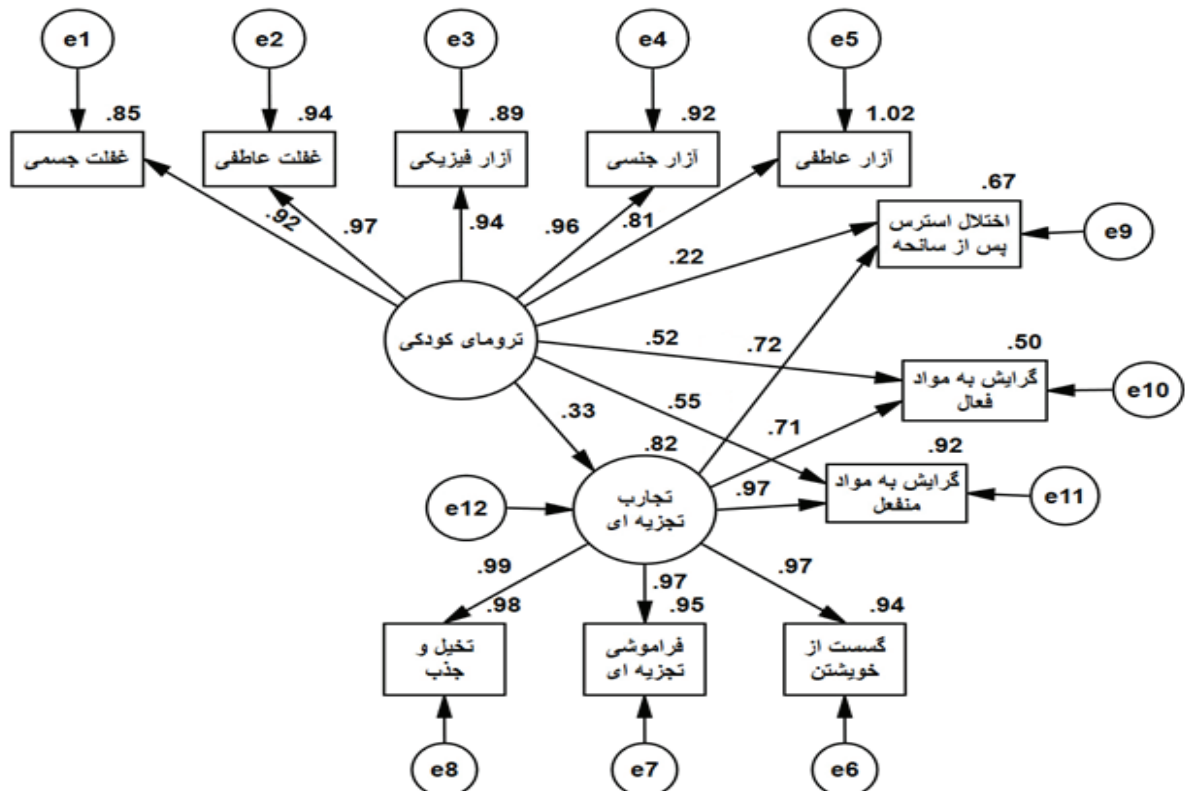 e1
e2
e3
e4
e5
.85
.94
.89
.92
1.02
غفلت جسمی
غفلت عاطفی
آزار فیزیکی
آزار جنسی
آزار عاطفی
.92
.97
.94
.96
.81
.67
اختلال استرس
پس از سانحه
e9
.22
ترومای کودکی
.52
.72
.50
گرایش به مواد
فعال
e10
.33
.55
.71
.82
.92
تجارب
تجزیه ای
e12
.97
گرایش به مواد
منفعل
e11
.99
.97
.97
.98
.95
.94
تخیل و
جذب
فراموشی
تجزیه ای
گسست از
خویشتن
e8
e7
e6